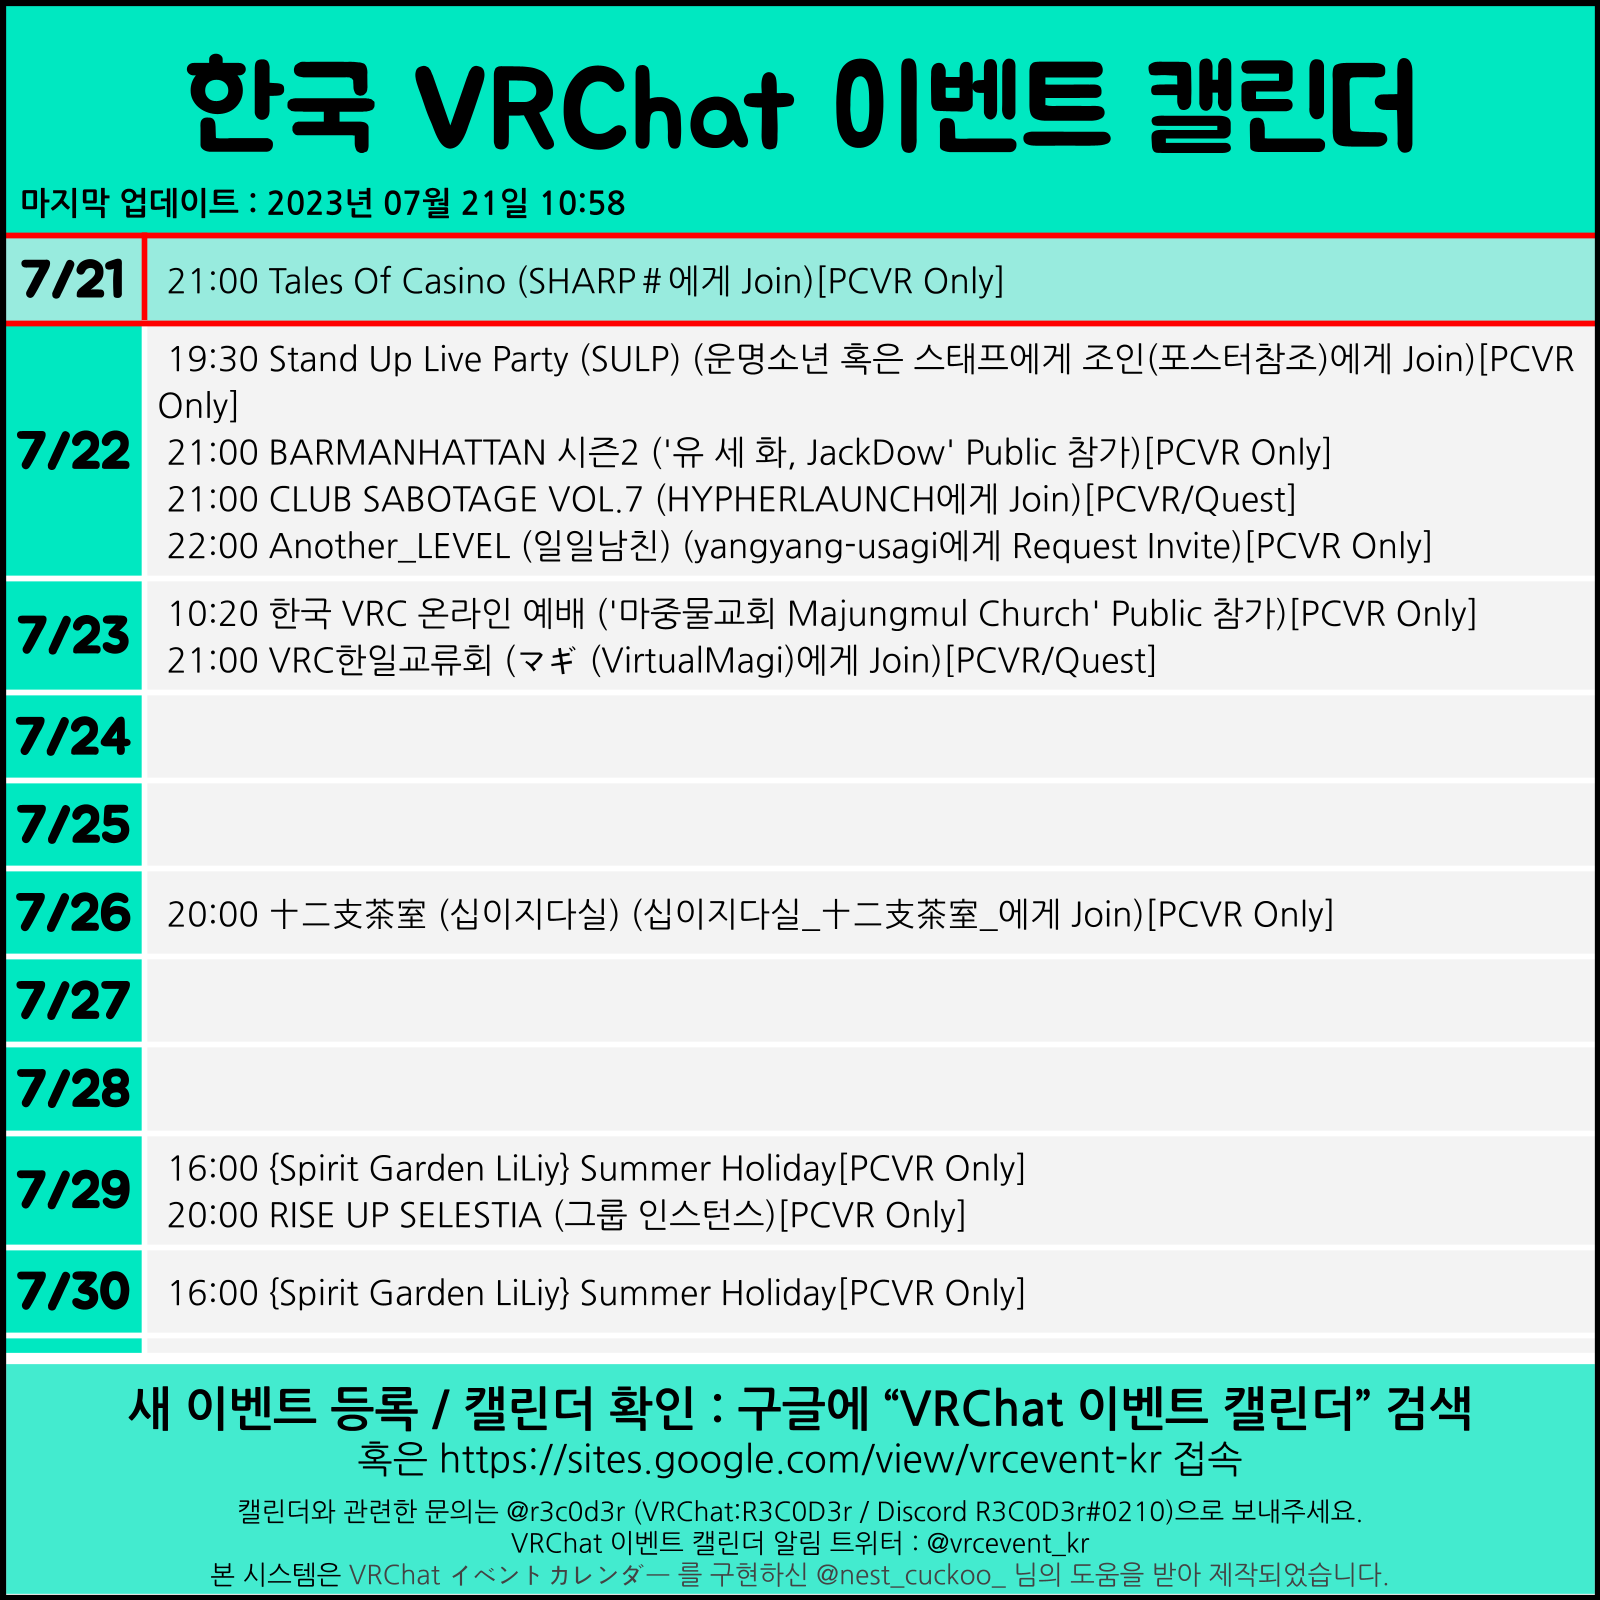 한국 VRChat 이벤트 캘린더
마지막 업데이트 : 2023년 07월 21일 10:58
7/21
21:00 Tales Of Casino (SHARP#에게 Join)[PCVR Only]
7/22
19:30 Stand Up Live Party (SULP) (운명소년 혹은 스태프에게 조인(포스터참조)에게 Join)[PCVR
Only]
21:00 BARMANHATTAN 시즌2 ('유 세 화, JackDow' Public 참가)[PCVR Only]
21:00 CLUB SABOTAGE VOL.7 (HYPHERLAUNCH에게 Join)[PCVR/Quest]
22:00 Another_LEVEL (일일남친) (yangyang-usagi에게 Request Invite)[PCVR Only]
7/23
10:20 한국 VRC 온라인 예배 ('마중물교회 Majungmul Church' Public 참가)[PCVR Only]
21:00 VRC한일교류회 (マギ (VirtualMagi)에게 Join)[PCVR/Quest]
7/24
7/25
7/26
20:00 十二支茶室 (십이지다실) (십이지다실_十二支茶室_에게 Join)[PCVR Only]
7/27
7/28
7/29
16:00 {Spirit Garden LiLiy} Summer Holiday[PCVR Only]
20:00 RISE UP SELESTIA (그룹 인스턴스)[PCVR Only]
7/30
16:00 {Spirit Garden LiLiy} Summer Holiday[PCVR Only]
새 이벤트 등록 / 캘린더 확인 : 구글에 “VRChat 이벤트 캘린더” 검색
혹은 https://sites.google.com/view/vrcevent-kr 접속
캘린더와 관련한 문의는 @r3c0d3r (VRChat:R3C0D3r / Discord R3C0D3r#0210)으로 보내주세요.
VRChat 이벤트 캘린더 알림 트위터 : @vrcevent_kr
본 시스템은 VRChat イベントカレンダー 를 구현하신 @nest_cuckoo_ 님의 도움을 받아 제작되었습니다.